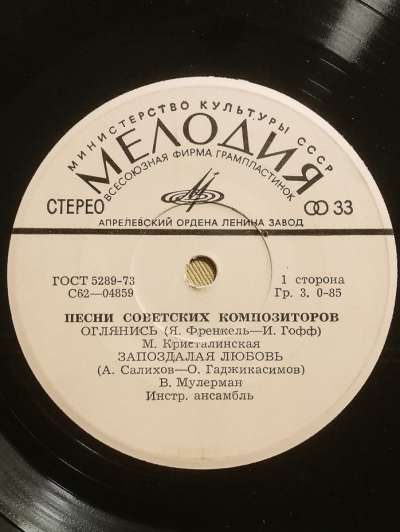 МИНИСТЕРСТВО КУЛЬТУРЫ СССР
МЕЛОДИЯ
ВСЕСОЮЗНАЯ ФИРМА ГРАМПЛАСТИНОК
СТЕРЕО 33
АПРЕЛЕВСКИЙ ОРДЕНА ЛЕНИНА ЗАВОД
ГОСТ 5289-73 1 сторона
С62—04859 Гр. 3. 0-85
ПЕСНИ СОВЕТСКИХ КОМПОЗИТОРОВ
ОГЛЯНИСЬ (Я. Френкель—И. Гофф)
М. Кристалинская
ЗАПОЗДАЛАЯ ЛЮБОВЬ
(А. Салихов—О. Гаджикасимов)
В. Мулерман
Инстр. ансамбль